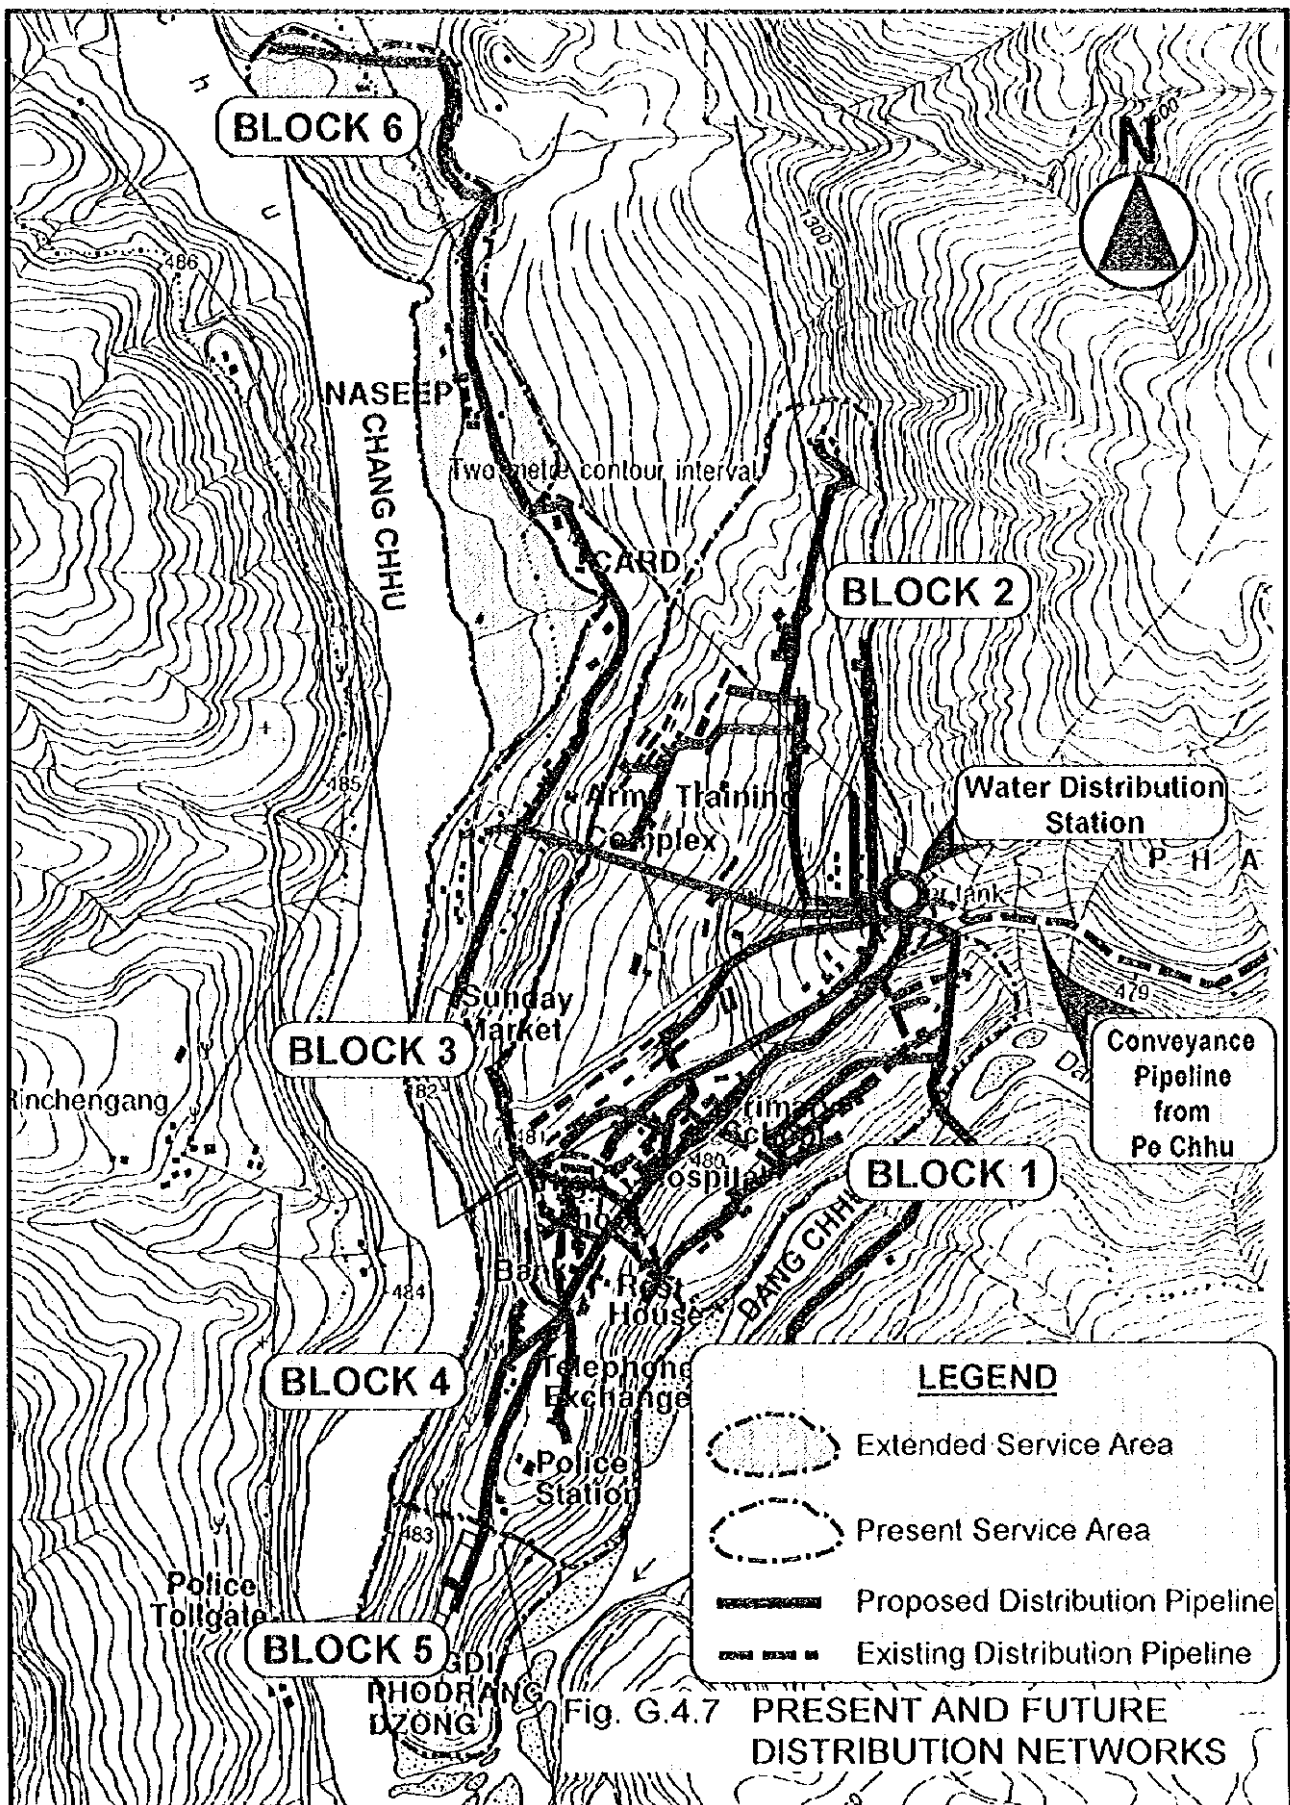 BLOCK 6
N
1300
486
NASEEP
CHANG CHHU
Two metre contour interval
CARD
BLOCK 2
Water Distribution
Station
485
Training
Complex
P H A
tank
479
Sunday
Market
BLOCK 3
Conveyance
Pipeline
from
Pe Chhu
482
Rinchengang
481
480
BLOCK 1
DANG CHHU
Rest
House
484
BLOCK 4
Telephone
Exchange
Police
Station
483
Police
Tollgate
BLOCK 5
PHODRANG
DZONG
LEGEND
Extended Service Area
Present Service Area
Proposed Distribution Pipeline
Existing Distribution Pipeline
Fig. G.4.7 PRESENT AND FUTURE
DISTRIBUTION NETWORKS